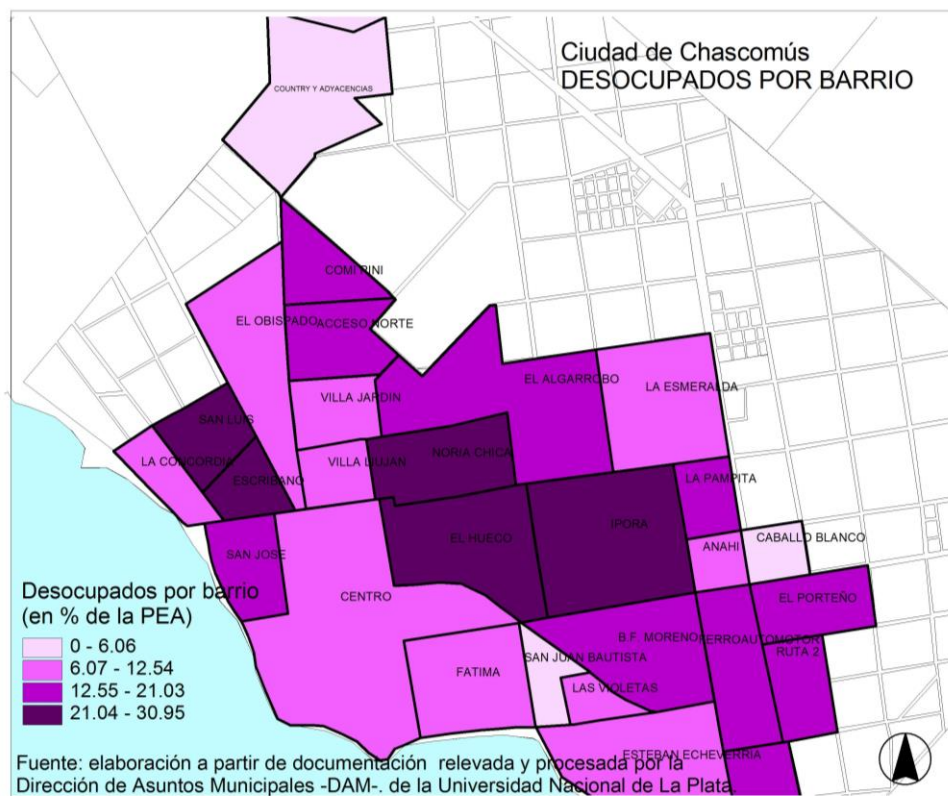 Ciudad de Chascomús
DESOCUPADOS POR BARRIO
COUNTRY Y ADYACENCIAS
COMI PINI
EL OBISPADO
ACCESO NORTE
EL ALGARROBO
LA ESMERALDA
VILLA JARDIN
SAN LUIS
LA CONCORDIA
VILLA LUJAN
NORIA CHICA
ESCRIBANO
LA PAMPITA
IPORA
EL HUECO
ANAHI
CABALLO BLANCO
SAN JOSE
CENTRO
EL PORTEÑO
B.F. MORENO
FERROAUTOMOTOR
RUTA 2
SAN JUAN BAUTISTA
FATIMA
LAS VIOLETAS
ESTEBAN ECHEVERRIA
Desocupados por barrio
(en % de la PEA)
0 - 6.06
6.07 - 12.54
12.55 - 21.03
21.04 - 30.95
Fuente: elaboración a partir de documentación relevada y procesada por la
Dirección de Asuntos Municipales -DAM-. de la Universidad Nacional de La Plata.